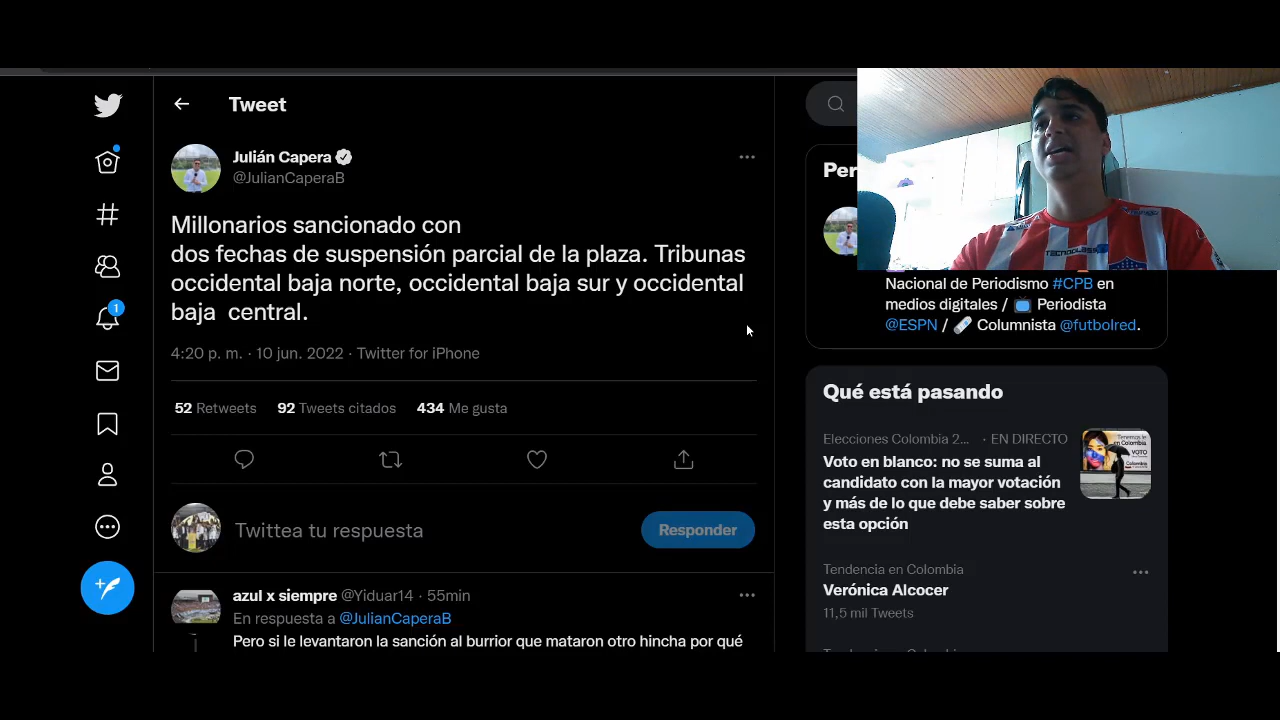 Tweet
Julián Capera
@JulianCaperaB
Millonarios sancionado con
dos fechas de suspensión parcial de la plaza. Tribunas
occidental baja norte, occidental baja sur y occidental
baja central.
4:20 p. m. · 10 jun. 2022 · Twitter for iPhone
52 Retweets 92 Tweets citados 434 Me gusta
Twittea tu respuesta
Responder
azul x siempre @Yiduar14 · 55min
En respuesta a @JulianCaperaB
Pero si le levantaron la sanción al burrior que mataron otro hincha por qué
1
Per
TECNOGLASS
Nacional de Periodismo #CPB en
medios digitales / Periodista
@ESPN / Columnista @futbolred.
Qué está pasando
Elecciones Colombia 2... · EN DIRECTO
Voto en blanco: no se suma al
candidato con la mayor votación
y más de lo que debe saber sobre
esta opción
Tendencia en Colombia
Verónica Alcocer
11,5 mil Tweets